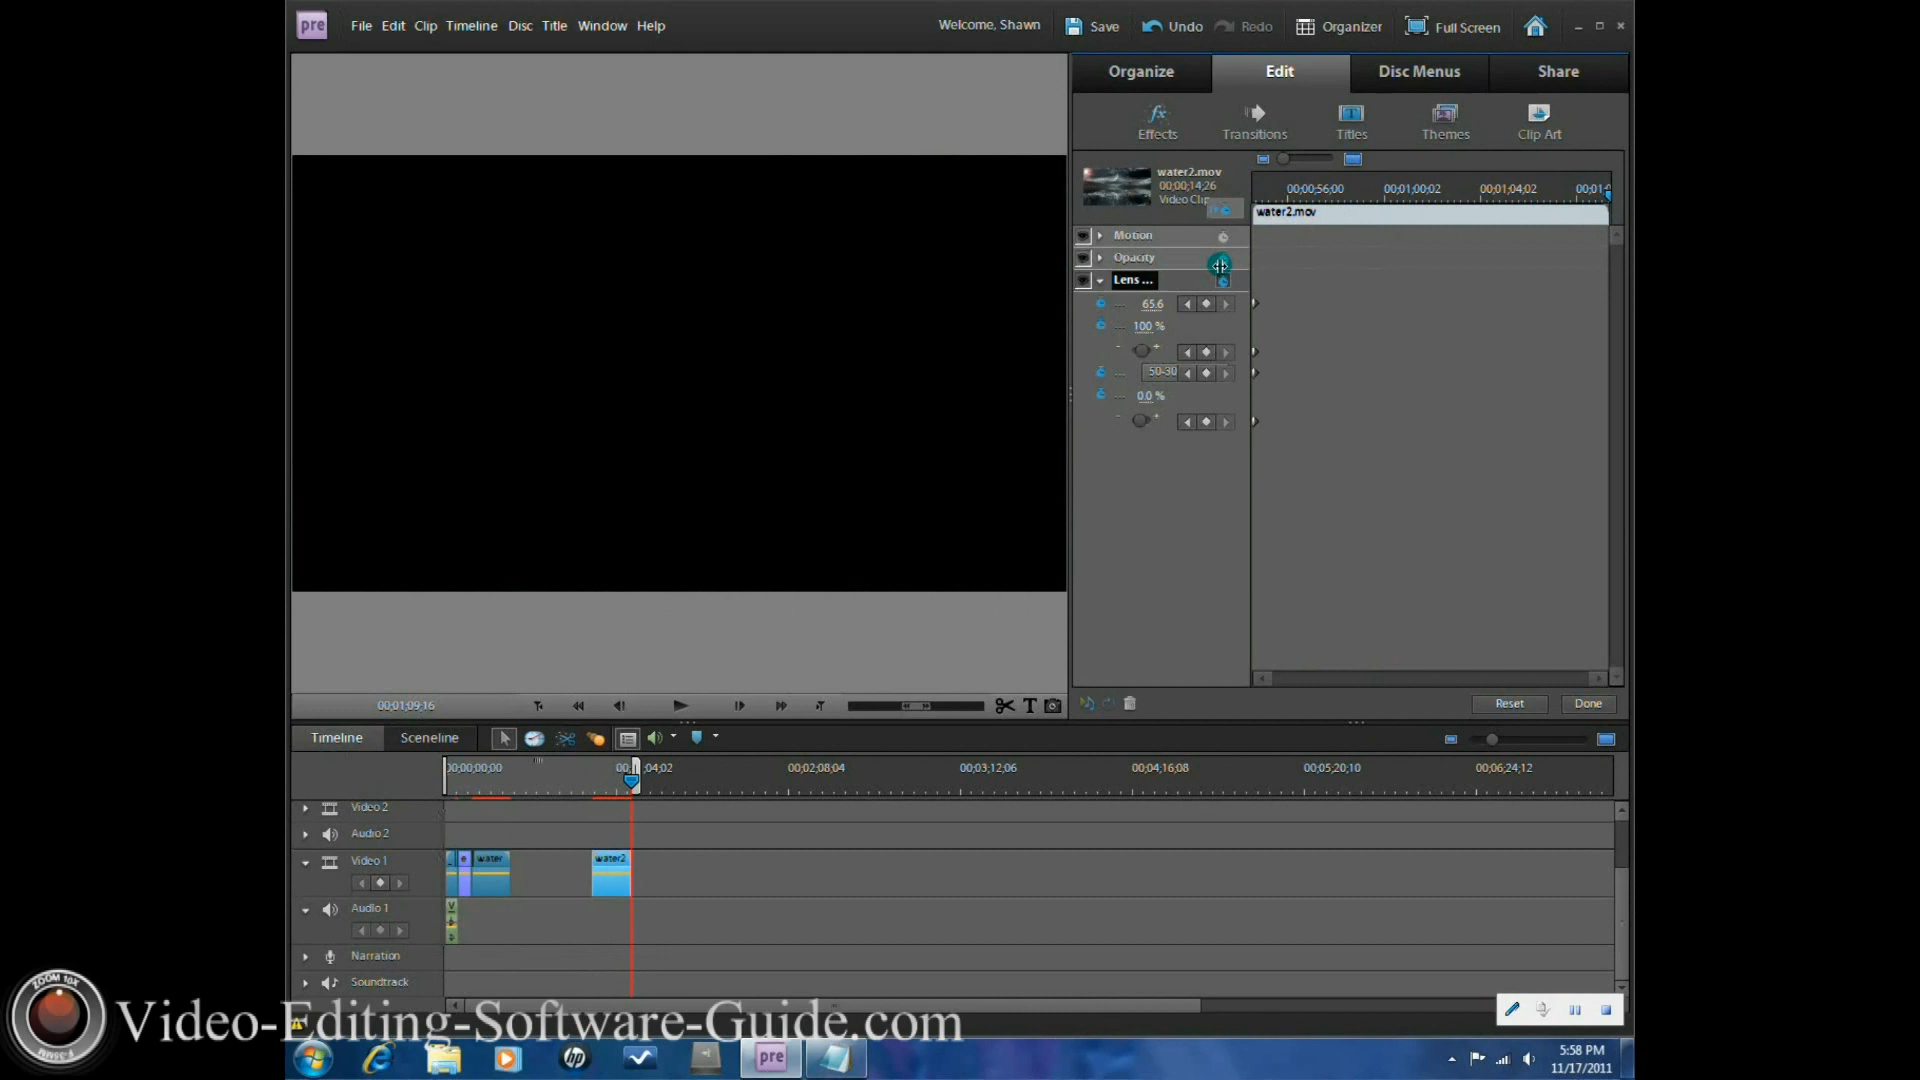 pre File Edit Clip Timeline Disc Title Window Help Welcome, Shawn Save Undo Redo Organizer Full Screen
Organize Edit Disc Menus Share
Effects Transitions Titles Themes Clip Art
water2.mov
00;00;14;26
Video Clip
00;00;56;00 00;01;00;02 00;01;04;02
water2.mov
Motion
Opacity
Lens ...
... 65.6
... 100 %
... 50-30
... 0.0 %
00;01;09;16
Reset Done
Timeline Sceneline
00;00;00;00 00; ;04;02 00;02;08;04 00;03;12;06 00;04;16;08 00;05;20;10 00;06;24;12
Video 2
Audio 2
Video 1 water water2
Audio 1
Narration
Soundtrack
ZOOM 10X
Video-Editing-Software-Guide.com
hp pre
5:58 PM
11/17/2011